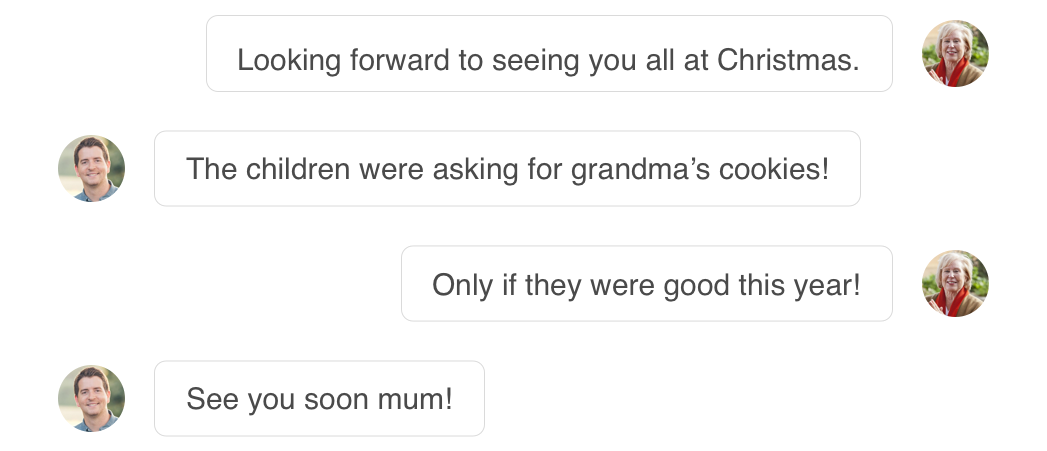 Looking forward to seeing you all at Christmas.
The children were asking for grandma’s cookies!
Only if they were good this year!
See you soon mum!